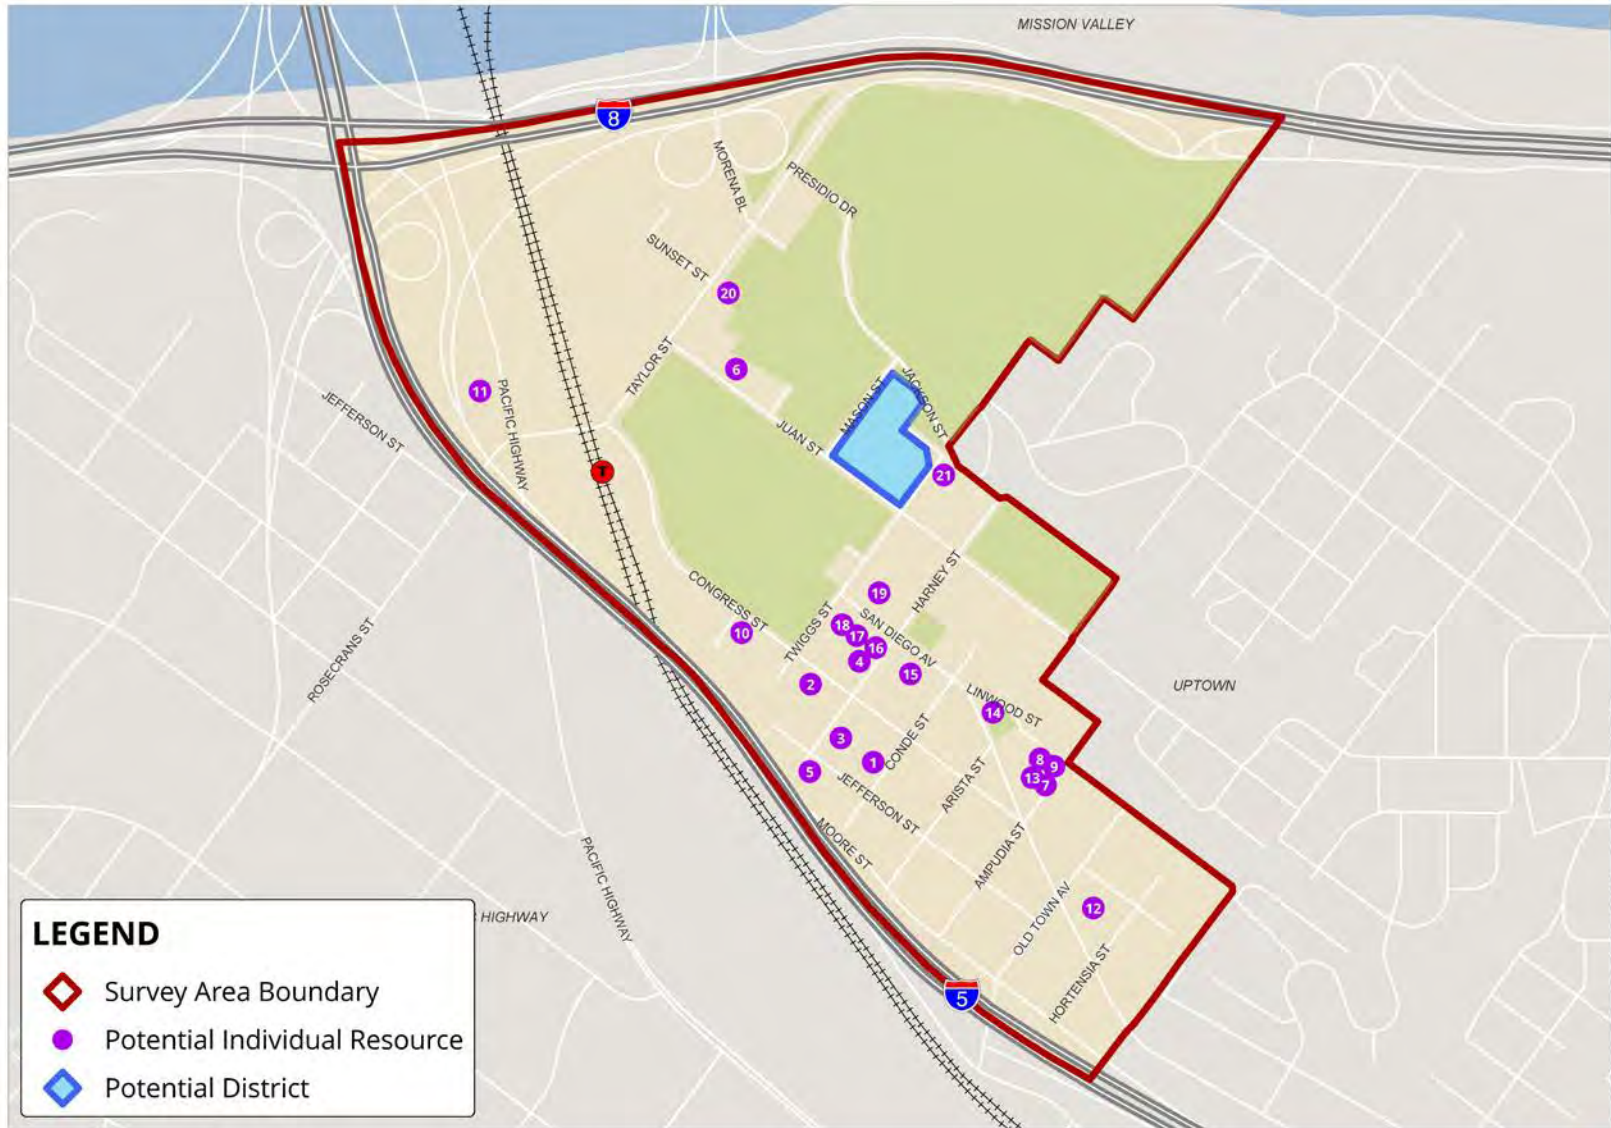 MISSION VALLEY
8
MORENA BL
PRESIDIO DR
SUNSET ST
20
TAYLOR ST
6
11
PACIFIC HIGHWAY
JEFFERSON ST
MASON ST
JACKSON ST
JUAN ST
T
21
HARNEY ST
CONGRESS ST
19
TWIGGS ST
18
SAN DIEGO AV
10
17
16
4
15
2
ROSECRANS ST
UPTOWN
LINWOOD ST
14
3
CONDE ST
1
5
8
9
13
7
JEFFERSON ST
ARISTA ST
MOORE ST
AMPUDIA ST
PACIFIC HIGHWAY
OLD TOWN AV
12
HORTENSIA ST
5
HIGHWAY
LEGEND
Survey Area Boundary
Potential Individual Resource
Potential District